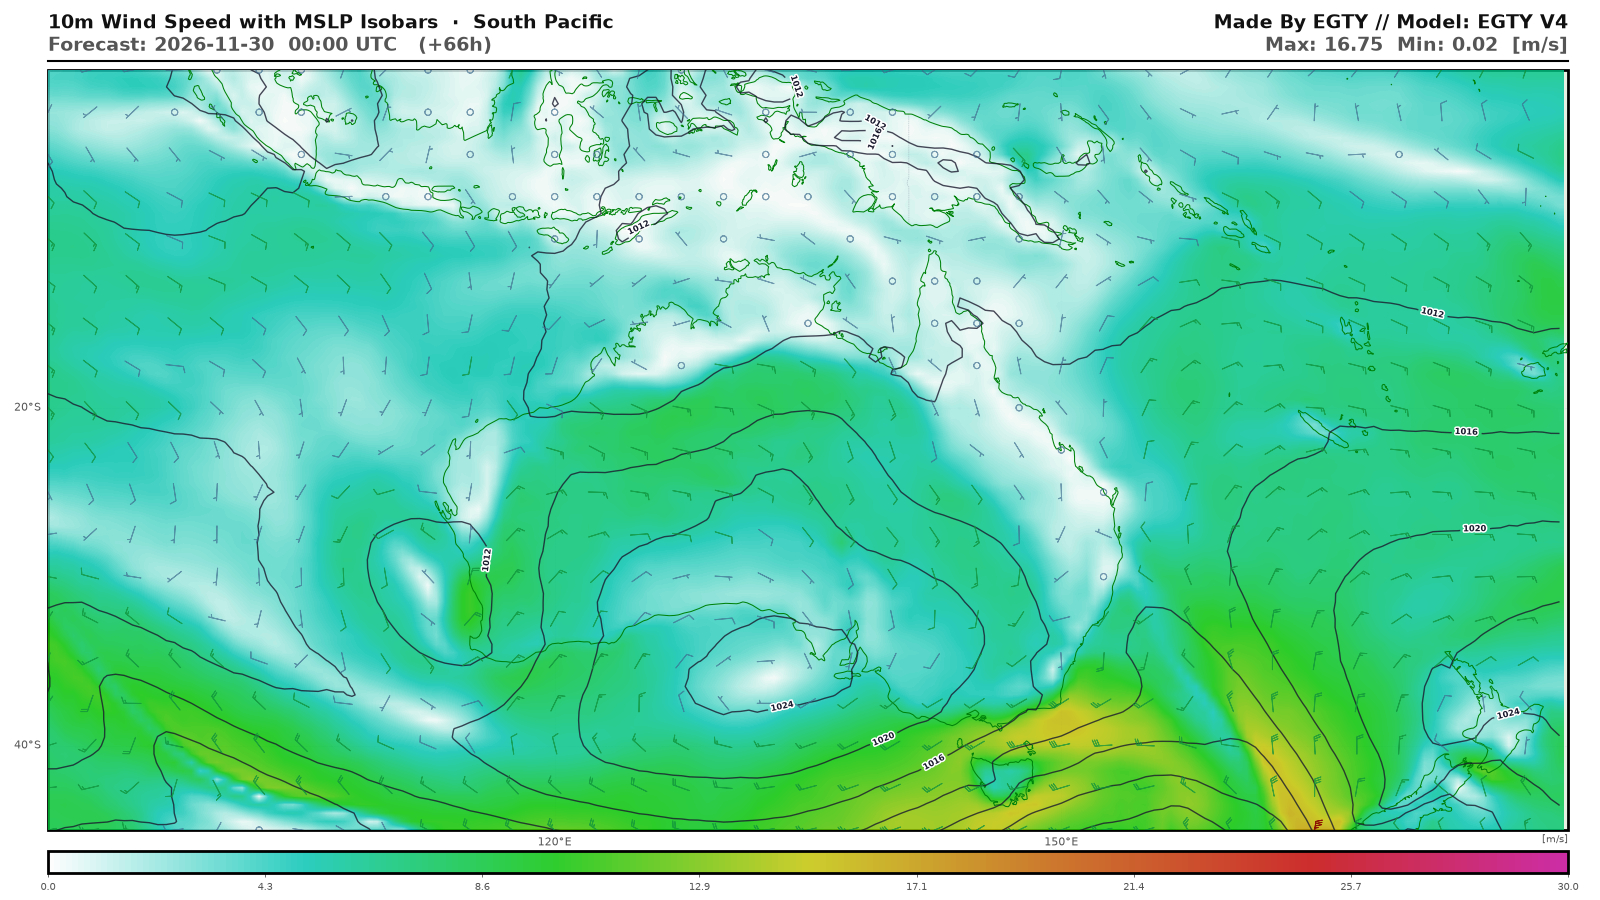 10m Wind Speed with MSLP Isobars · South Pacific
Made By EGTY // Model: EGTY V4
Forecast: 2026-11-30 00:00 UTC (+66h)
Max: 16.75 Min: 0.02 [m/s]
1012
1012
1016
1012
1012
20°S
1016
1020
1012
1024
1024
1020
40°S
1016
120°E
150°E
[m/s]
0.0
4.3
8.6
12.9
17.1
21.4
25.7
30.0